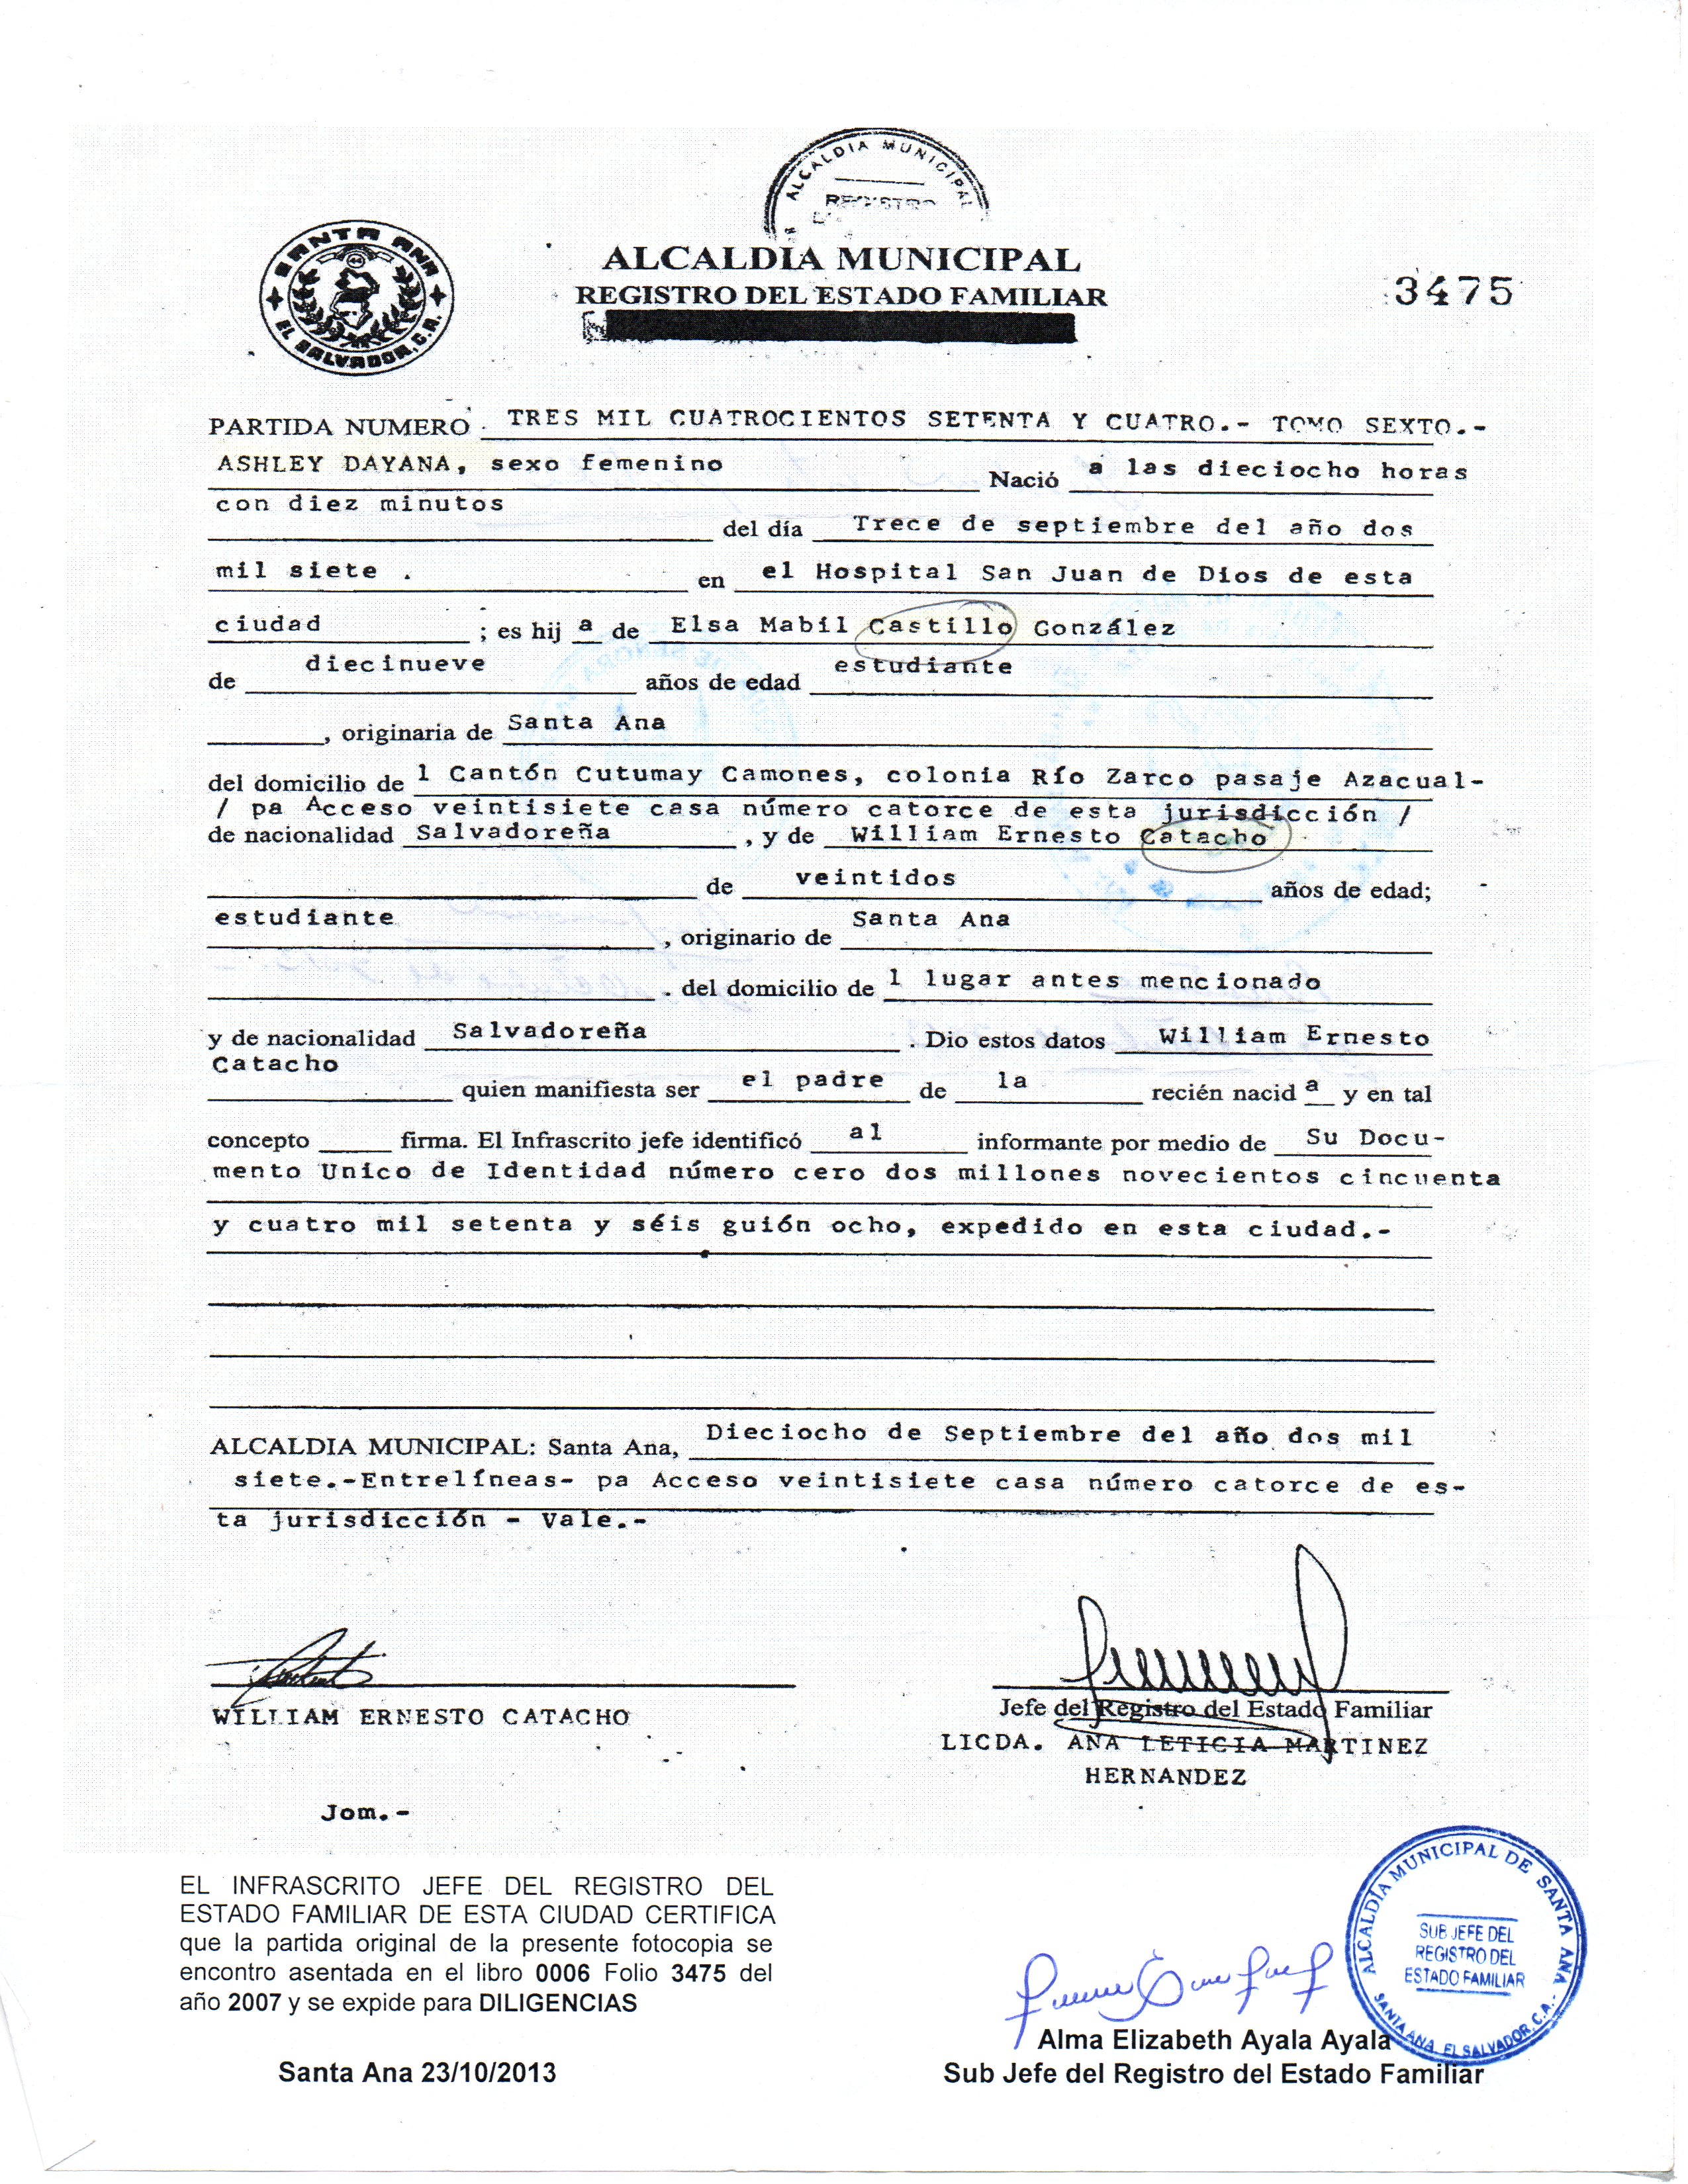 ALCALDIA MUNICIPAL
REGISTRO
SANTA ANA
EL SALVADOR, C.A.
ALCALDIA MUNICIPAL
REGISTRO DEL ESTADO FAMILIAR
3475
PARTIDA NUMERO TRES MIL CUATROCIENTOS SETENTA Y CUATRO.- TOMO SEXTO.-
ASHLEY DAYANA, sexo femenino Nació a las dieciocho horas
con diez minutos del día Trece de septiembre del año dos
mil siete . en el Hospital San Juan de Dios de esta
ciudad ; es hij a de Elsa Mabil Castillo González
de diecinueve años de edad estudiante
, originaria de Santa Ana
del domicilio de l Cantón Cutumay Camones, colonia Río Zarco pasaje Azacual-
/ pa Acceso veintisiete casa número catorce de esta jurisdicción /
de nacionalidad Salvadoreña , y de William Ernesto Catacho
de veintidos años de edad;
estudiante , originario de Santa Ana
. del domicilio de l lugar antes mencionado
y de nacionalidad Salvadoreña . Dio estos datos William Ernesto
Catacho quien manifiesta ser el padre de la recién nacid a y en tal
concepto firma. El Infrascrito jefe identificó al informante por medio de Su Docu-
mento Unico de Identidad número cero dos millones novecientos cincuenta
y cuatro mil setenta y séis guión ocho, expedido en esta ciudad.-
ALCALDIA MUNICIPAL: Santa Ana, Dieciocho de Septiembre del año dos mil
siete.-Entrelíneas- pa Acceso veintisiete casa número catorce de es-
ta jurisdicción - Vale.-
WILLIAM ERNESTO CATACHO
Jefe del Registro del Estado Familiar
LICDA. ANA LETICIA MARTINEZ
HERNANDEZ
Jom.-
EL INFRASCRITO JEFE DEL REGISTRO DEL
ESTADO FAMILIAR DE ESTA CIUDAD CERTIFICA
que la partida original de la presente fotocopia se
encontro asentada en el libro 0006 Folio 3475 del
año 2007 y se expide para DILIGENCIAS
Santa Ana 23/10/2013
ALCALDÍA MUNICIPAL DE SANTA ANA
SUB JEFE DEL
REGISTRO DEL
ESTADO FAMILIAR
SANTA ANA, EL SALVADOR, C.A.
Alma Elizabeth Ayala Ayala
Sub Jefe del Registro del Estado Familiar